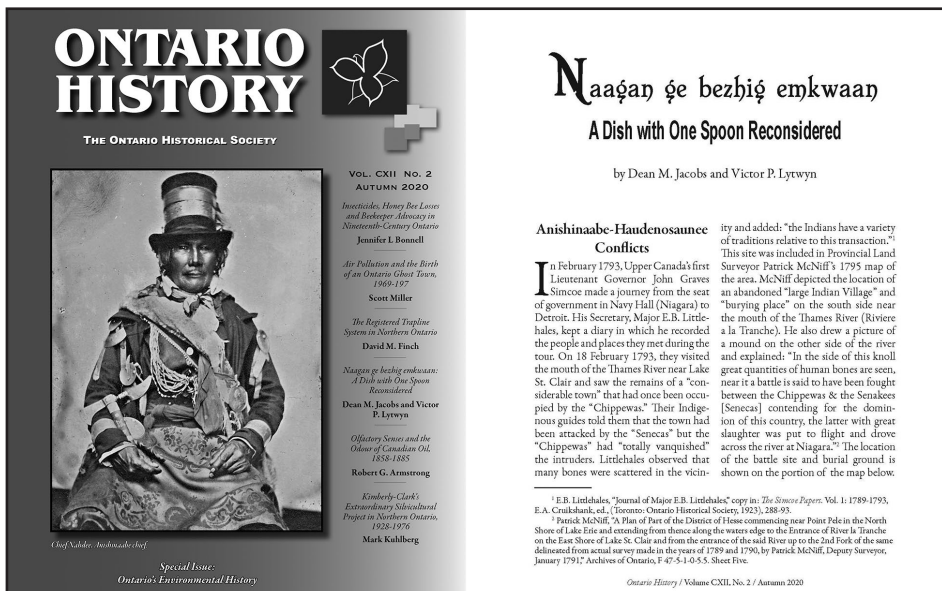 ONTARIO
HISTORY
THE ONTARIO HISTORICAL SOCIETY
VOL. CXII NO. 2
AUTUMN 2020
Insecticides, Honey Bee Losses
and Beekeeper Advocacy in
Nineteenth-Century Ontario
Jennifer L Bonnell
Air Pollution and the Birth
of an Ontario Ghost Town,
1969-197
Scott Miller
The Registered Trapline
System in Northern Ontario
David M. Finch
Naagan ge bezhig emkwaan:
A Dish with One Spoon
Reconsidered
Dean M. Jacobs and Victor
P. Lytwyn
Olfactory Senses and the
Odour of Canadian Oil,
1858-1885
Robert G. Armstrong
Kimberly-Clark's
Extraordinary Silvicultural
Project in Northern Ontario,
1928-1976
Mark Kuhlberg
Chief Nahdee. Anishinaabe chief
Special Issue:
Ontario's Environmental History
Naagan ge bezhig emkwaan
A Dish with One Spoon Reconsidered
by Dean M. Jacobs and Victor P. Lytwyn
Anishinaabe-Haudenosaunee
Conflicts
In February 1793, Upper Canada's first
Lieutenant Governor John Graves
Simcoe made a journey from the seat
of government in Navy Hall (Niagara) to
Detroit. His Secretary, Major E.B. Little-
hales, kept a diary in which he recorded
the people and places they met during the
tour. On 18 February 1793, they visited
the mouth of the Thames River near Lake
St. Clair and saw the remains of a "con-
siderable town" that had once been occu-
pied by the "Chippewas." Their Indige-
nous guides told them that the town had
been attacked by the "Senecas" but the
"Chippewas" had "totally vanquished"
the intruders. Littlehales observed that
many bones were scattered in the vicin-
ity and added: "the Indians have a variety
of traditions relative to this transaction."1
This site was included in Provincial Land
Surveyor Patrick McNiff's 1795 map of
the area. McNiff depicted the location of
an abandoned "large Indian Village" and
"burying place" on the south side near
the mouth of the Thames River (Riviere
a la Tranche). He also drew a picture of
a mound on the other side of the river
and explained: "In the side of this knoll
great quantities of human bones are seen,
near it a battle is said to have been fought
between the Chippewas & the Senakees
[Senecas] contending for the domin-
ion of this country, the latter with great
slaughter was put to flight and drove
across the river at Niagara."2 The location
of the battle site and burial ground is
shown on the portion of the map below.
1 E.B. Littlehales, "Journal of Major E.B. Littlehales," copy in: The Simcoe Papers. Vol. 1: 1789-1793,
E.A. Cruikshank, ed., (Toronto: Ontario Historical Society, 1923), 288-93.
2 Patrick McNiff, "A Plan of Part of the District of Hesse commencing near Point Pele in the North
Shore of Lake Erie and extending from thence along the waters edge to the Entrance of River la Tranche
on the East Shore of Lake St. Clair and from the entrance of the said River up to the 2nd Fork of the same
delineated from actual survey made in the years of 1789 and 1790, by Patrick McNiff, Deputy Surveyor,
January 1791," Archives of Ontario, F 47-5-1-0-5.5. Sheet Five.
Ontario History / Volume CXII, No. 2 / Autumn 2020